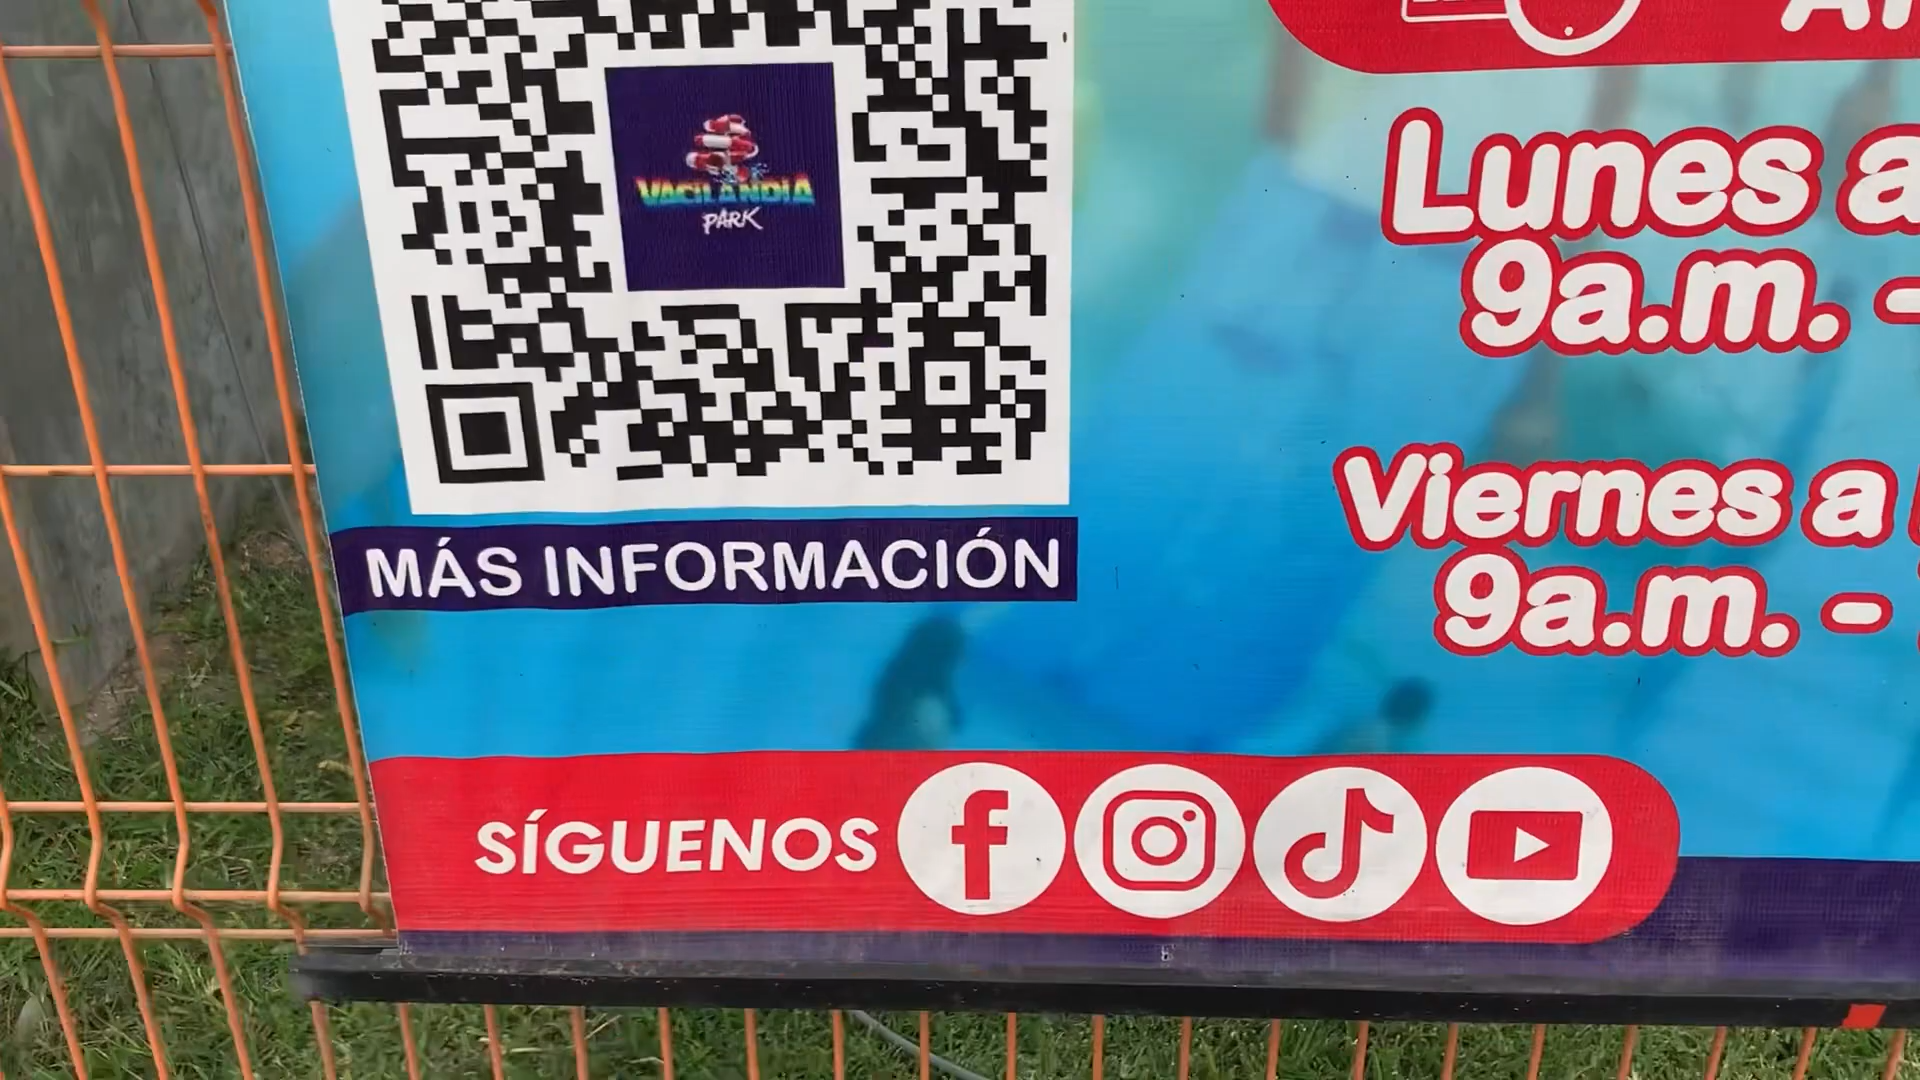 VACILANDIA
PARK
Lunes a
9a.m. -
Viernes a
9a.m. -
MÁS INFORMACIÓN
SÍGUENOS